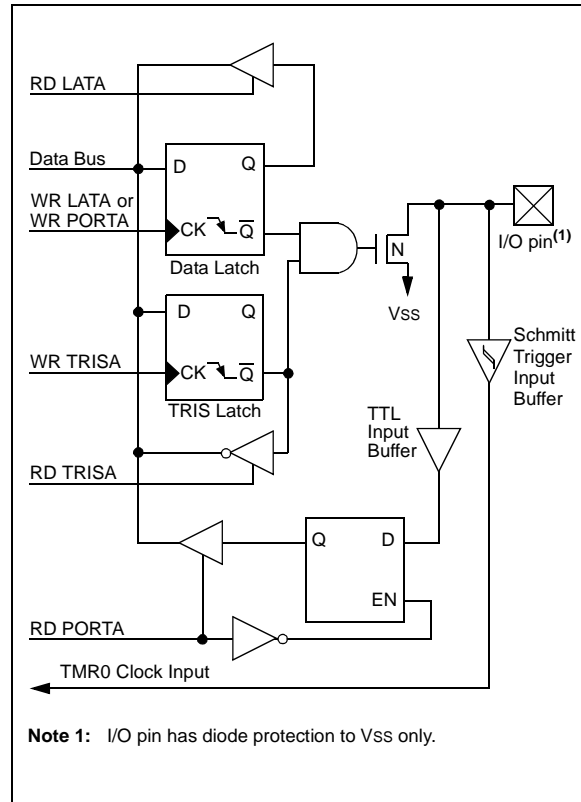 RD LATA
Data Bus
D Q
WR LATA or
WR PORTA
CK Q̅
Data Latch
N
I/O pin(1)
VSS
D Q
WR TRISA
CK Q̅
TRIS Latch
Schmitt
Trigger
Input
Buffer
TTL
Input
Buffer
RD TRISA
Q D
EN
RD PORTA
TMR0 Clock Input
Note 1: I/O pin has diode protection to VSS only.